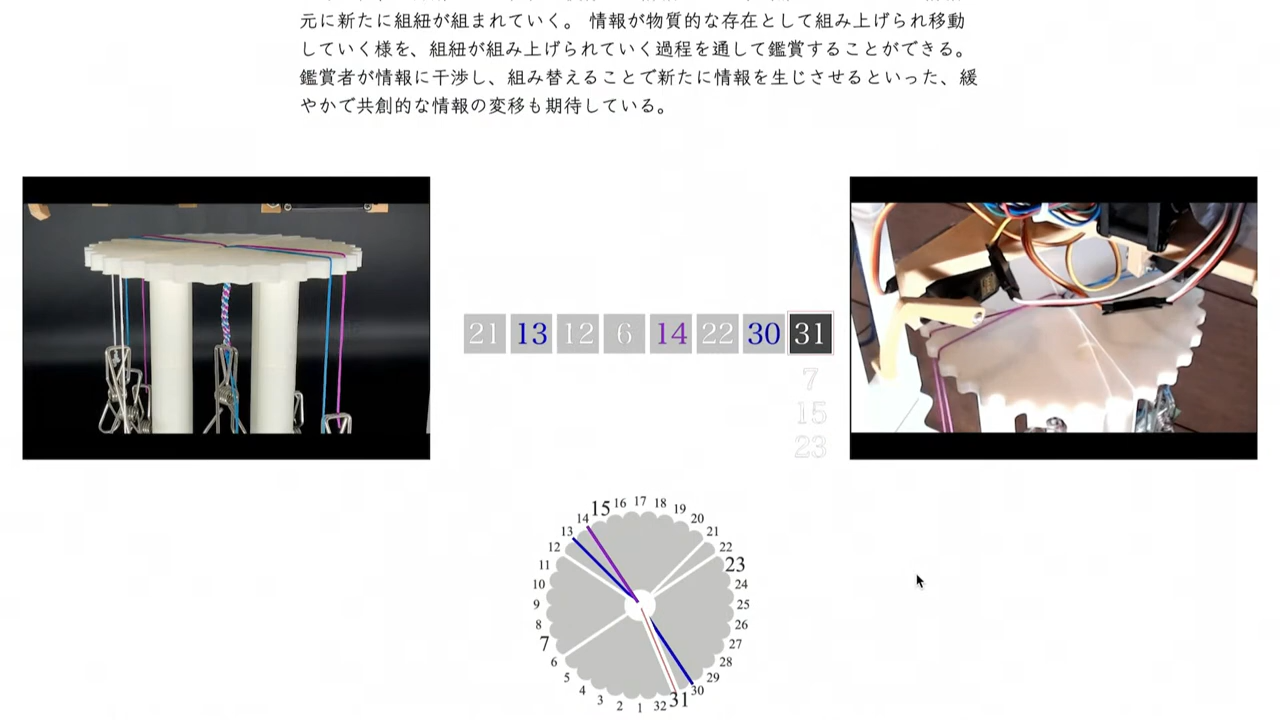 元に新たに組紐が組まれていく。 情報が物質的な存在として組み上げられ移動
していく様を、組紐が組み上げられていく過程を通して鑑賞することができる。
鑑賞者が情報に干渉し、組み替えることで新たに情報を生じさせるといった、緩
やかで共創的な情報の変移も期待している。
21 13 12 6 14 22 30 31
7
15
23
15 16 17 18 19
14 20
13 21
12 22
11 23
10 24
9 25
8 26
7 27
6 28
5 29
4 30
3 2 1 32 31